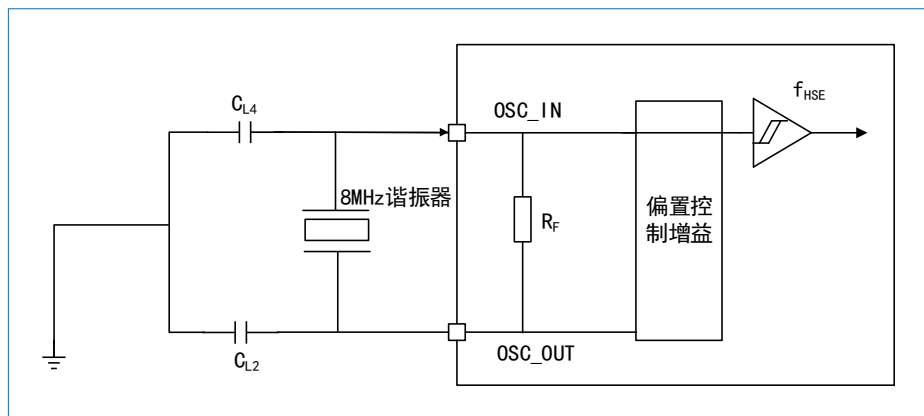 C_L4
OSC_IN
f_HSE
8MHz谐振器
R_F
偏置控
制增益
C_L2
OSC_OUT